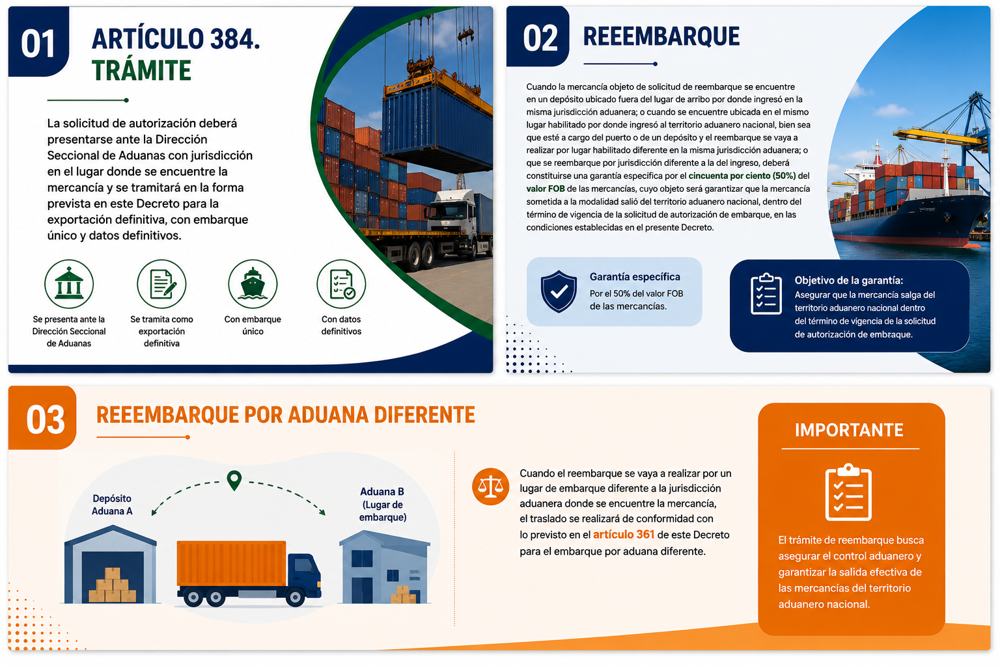 01
ARTÍCULO 384.
TRÁMITE
La solicitud de autorización deberá
presentarse ante la Dirección
Seccional de Aduanas con jurisdicción
en el lugar donde se encuentre la
mercancía y se tramitará en la forma
prevista en este Decreto para la
exportación definitiva, con embarque
único y datos definitivos.
Se presenta ante la
Dirección Seccional
de Aduanas
Se tramita como
exportación
definitiva
Con embarque
único
Con datos
definitivos
02
REEEMBARQUE
Cuando la mercancía objeto de solicitud de reembarque se encuentre
en un depósito ubicado fuera del lugar de arribo por donde ingresó en la
misma jurisdicción aduanera; o cuando se encuentre ubicada en el mismo
lugar habilitado por donde ingresó al territorio aduanero nacional, bien sea
que esté a cargo del puerto o de un depósito y el reembarque se vaya a
realizar por lugar habilitado diferente en la misma jurisdicción aduanera; o
que se reembarque por jurisdicción diferente a la del ingreso, deberá
constituirse una garantía especifica por el cincuenta por ciento (50%) del
valor FOB de las mercancías, cuyo objeto será garantizar que la mercancía
sometida a la modalidad salió del territorio aduanero nacional, dentro del
término de vigencia de la solicitud de autorización de embarque, en las
condiciones establecidas en el presente Decreto.
Garantía específica
Por el 50% del valor FOB
de las mercancías.
Objetivo de la garantía:
Asegurar que la mercancía salga del
territorio aduanero nacional dentro
del término de vigencia de la solicitud
de autorización de embarque.
03
REEEMBARQUE POR ADUANA DIFERENTE
Depósito
Aduana A
Aduana B
(Lugar de
embarque)
Cuando el reembarque se vaya a realizar por un
lugar de embarque diferente a la jurisdicción
aduanera donde se encuentre la mercancía,
el traslado se realizará de conformidad con
lo previsto en el artículo 361 de este Decreto
para el embarque por aduana diferente.
IMPORTANTE
El trámite de reembarque busca
asegurar el control aduanero y
garantizar la salida efectiva de
las mercancías del territorio
aduanero nacional.